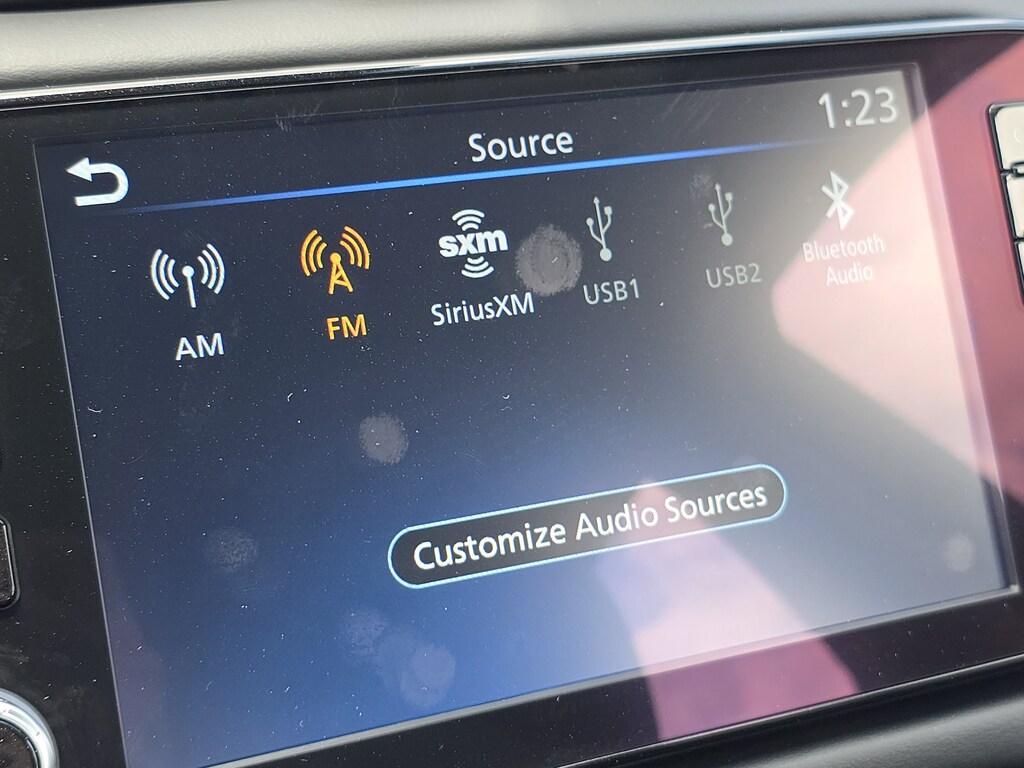 Source
1:23
AM
FM
sxm
SiriusXM
USB1
USB2
Bluetooth
Audio
Customize Audio Sources